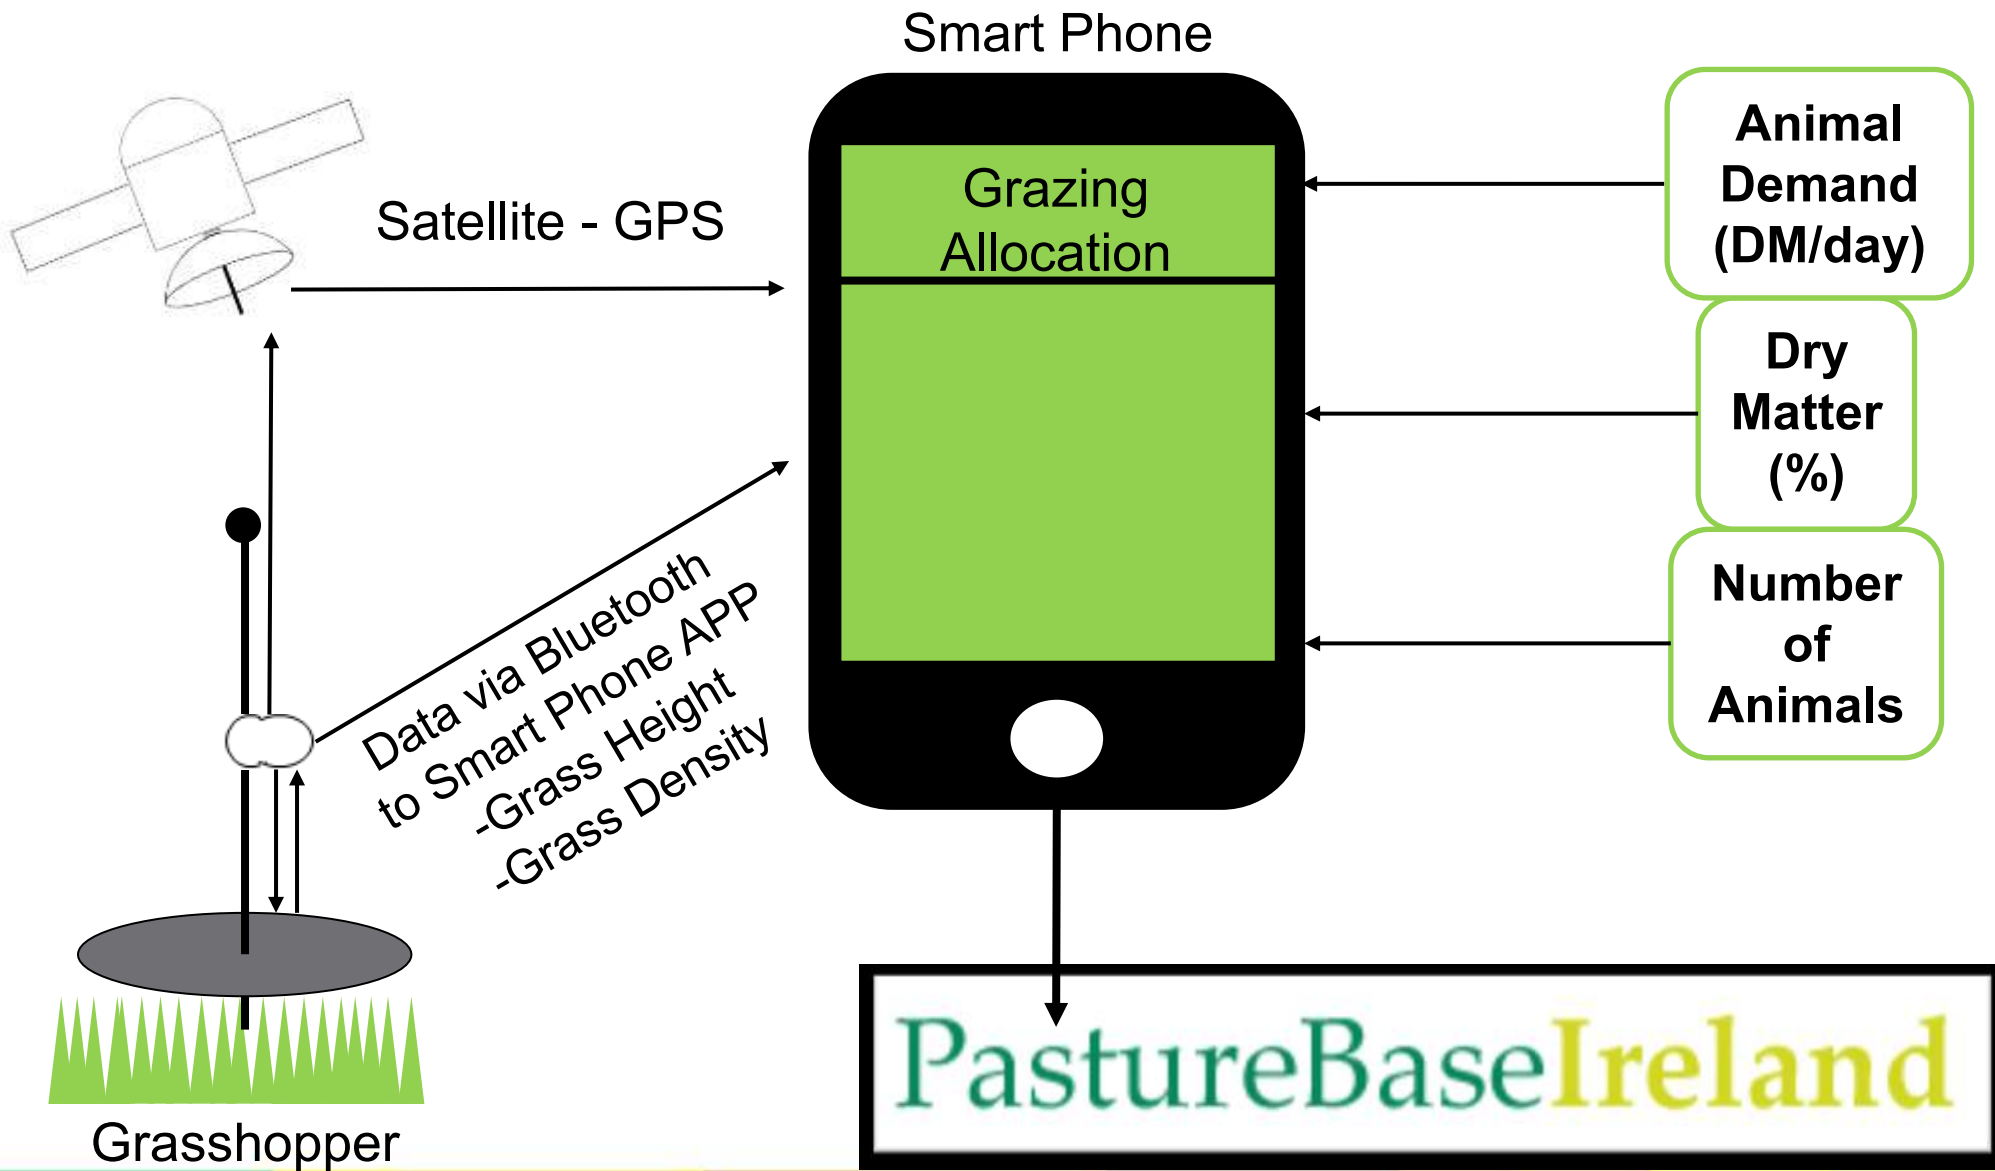 Smart Phone
Satellite - GPS
Grazing
Allocation
Animal
Demand
(DM/day)
Dry
Matter
(%)
Number
of
Animals
Data via Bluetooth
to Smart Phone APP
-Grass Height
-Grass Density
PastureBaseIreland
Grasshopper